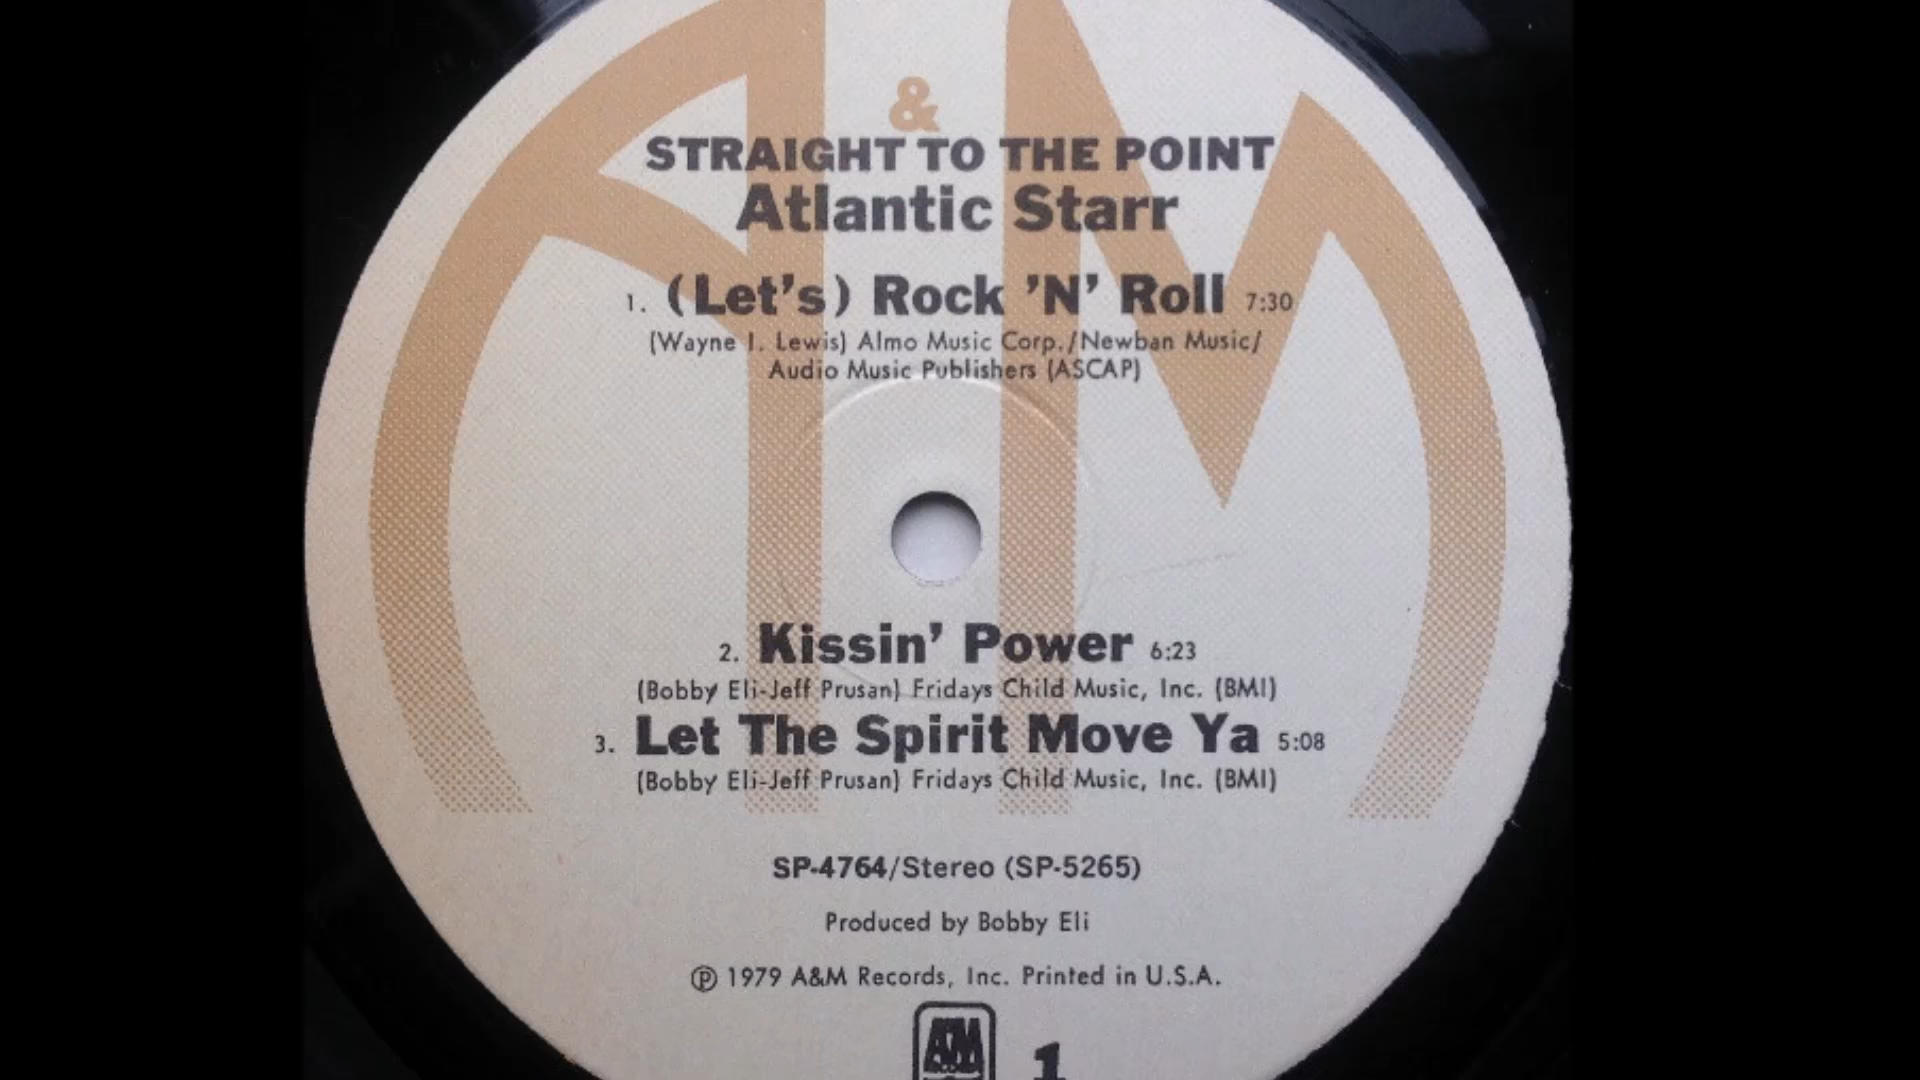 &
STRAIGHT TO THE POINT
Atlantic Starr
1. (Let's) Rock 'N' Roll 7:30
(Wayne I. Lewis) Almo Music Corp./Newban Music/
Audio Music Publishers (ASCAP)
2. Kissin' Power 6:23
(Bobby Eli-Jeff Prusan) Fridays Child Music, Inc. (BMI)
3. Let The Spirit Move Ya 5:08
(Bobby Eli-Jeff Prusan) Fridays Child Music, Inc. (BMI)
SP-4764/Stereo (SP-5265)
Produced by Bobby Eli
℗ 1979 A&M Records, Inc. Printed in U.S.A.
A&M 1